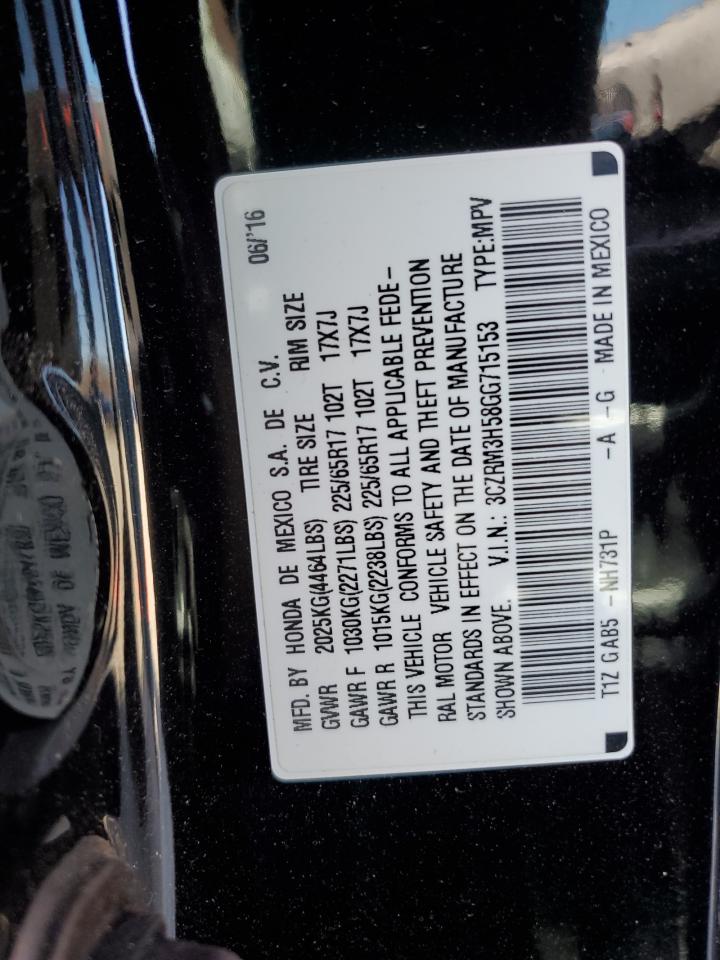 06/'16
MFD. BY HONDA DE MEXICO S.A. DE C.V.
GVWR 2025KG(4464LBS) TIRE SIZE RIM SIZE
GAWR F 1030KG(2271LBS) 225/65R17 102T 17X7J
GAWR R 1015KG(2238LBS) 225/65R17 102T 17X7J
THIS VEHICLE CONFORMS TO ALL APPLICABLE FEDE-
RAL MOTOR VEHICLE SAFETY AND THEFT PREVENTION
STANDARDS IN EFFECT ON THE DATE OF MANUFACTURE
SHOWN ABOVE. V.I.N.: 3CZRM3H58GG715153 TYPE:MPV
T1Z GAB5 -NH731P -A -G MADE IN MEXICO